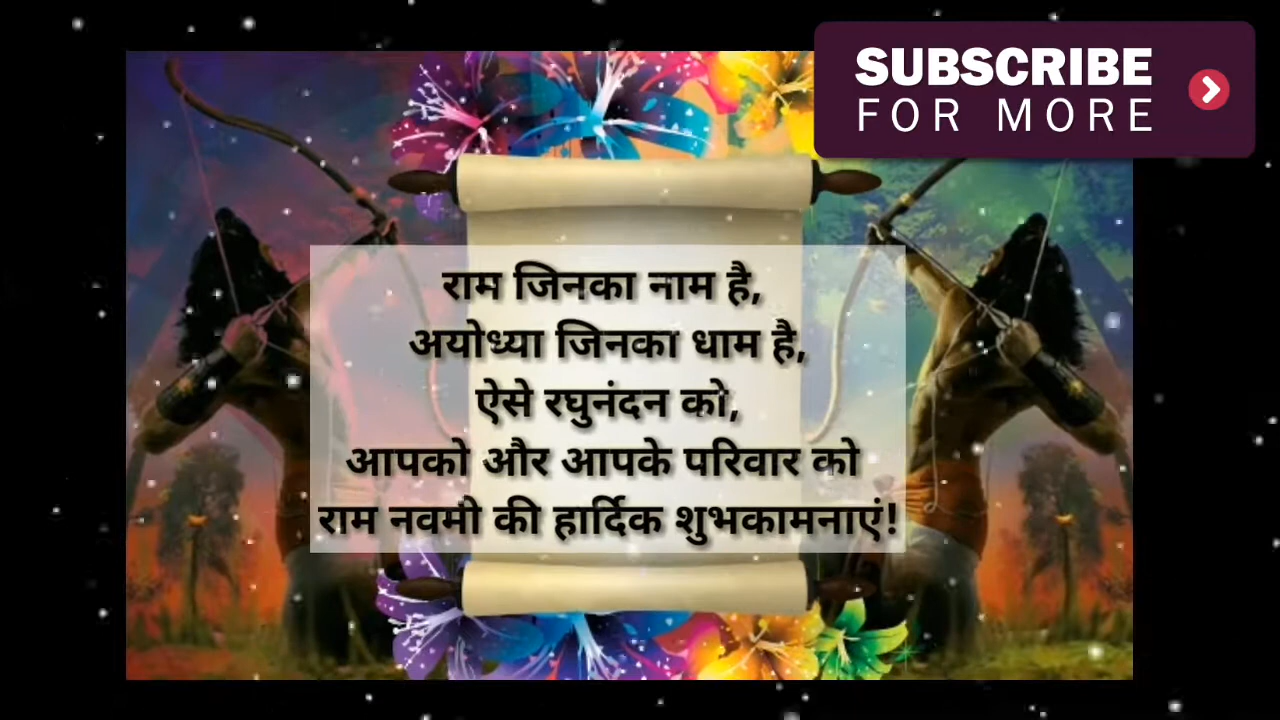 SUBSCRIBE
FOR MORE
राम जिनका नाम है,
अयोध्या जिनका धाम है,
ऐसे रघुनंदन को,
आपको और आपके परिवार को
राम नवमी की हार्दिक शुभकामनाएं!